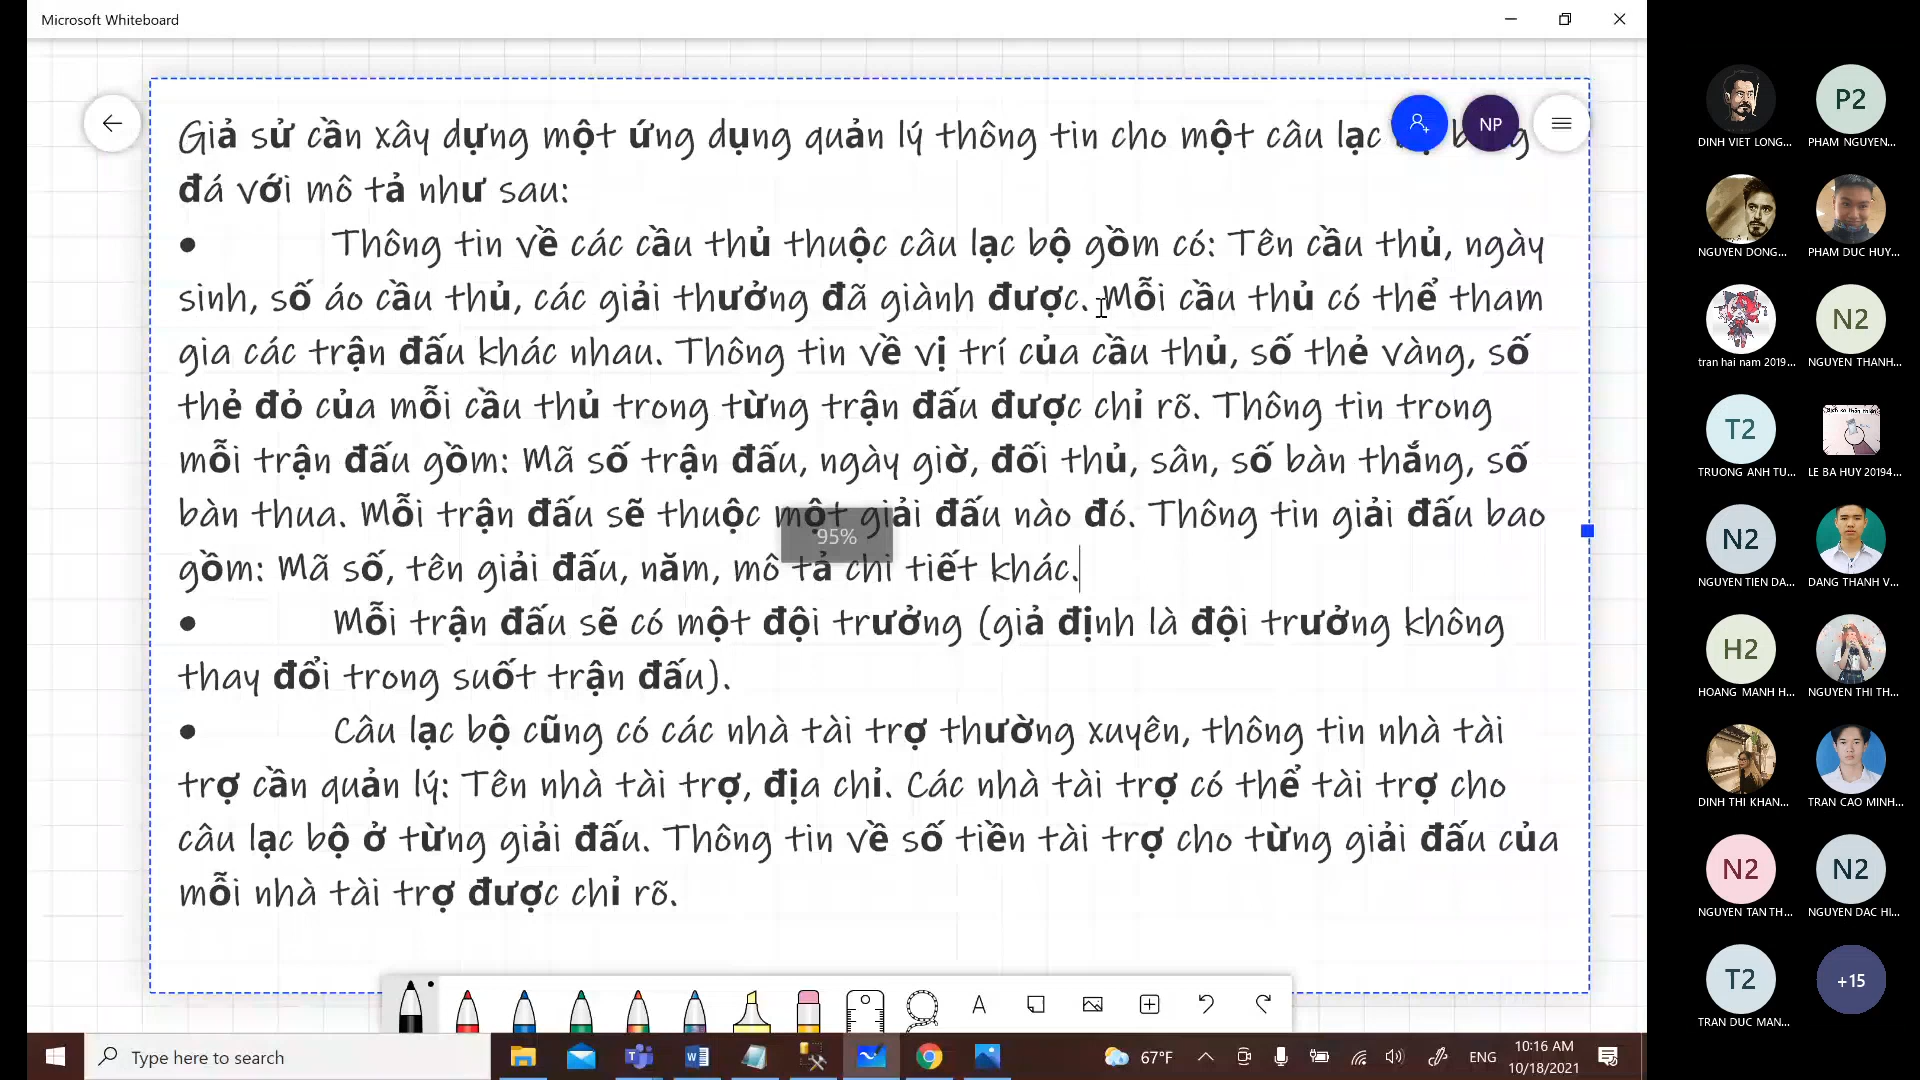 Microsoft Whiteboard
NP
Giả sử cần xây dựng một ứng dụng quản lý thông tin cho một câu lạc
đá với mô tả như sau:
● Thông tin về các cầu thủ thuộc câu lạc bộ gồm có: Tên cầu thủ, ngày
sinh, số áo cầu thủ, các giải thưởng đã giành được. Mỗi cầu thủ có thể tham
gia các trận đấu khác nhau. Thông tin về vị trí của cầu thủ, số thẻ vàng, số
thẻ đỏ của mỗi cầu thủ trong từng trận đấu được chỉ rõ. Thông tin trong
mỗi trận đấu gồm: Mã số trận đấu, ngày giờ, đối thủ, sân, số bàn thắng, số
bàn thua. Mỗi trận đấu sẽ thuộc một giải đấu nào đó. Thông tin giải đấu bao
95%
gồm: Mã số, tên giải đấu, năm, mô tả chi tiết khác.
● Mỗi trận đấu sẽ có một đội trưởng (giả định là đội trưởng không
thay đổi trong suốt trận đấu).
● Câu lạc bộ cũng có các nhà tài trợ thường xuyên, thông tin nhà tài
trợ cần quản lý: Tên nhà tài trợ, địa chỉ. Các nhà tài trợ có thể tài trợ cho
câu lạc bộ ở từng giải đấu. Thông tin về số tiền tài trợ cho từng giải đấu của
mỗi nhà tài trợ được chỉ rõ.
A
Type here to search
67°F
ENG
10:16 AM
10/18/2021
P2
DINH VIET LONG...
PHAM NGUYEN...
NGUYEN DONG...
PHAM DUC HUY...
N2
tran hai nam 2019...
NGUYEN THANH...
T2
TRUONG ANH TU...
LE BA HUY 20194...
N2
NGUYEN TIEN DA...
DANG THANH V...
H2
HOANG MANH H...
NGUYEN THI TH...
DINH THI KHAN...
TRAN CAO MINH...
N2
N2
NGUYEN TAN TH...
NGUYEN DAC HI...
T2
+15
TRAN DUC MAN...